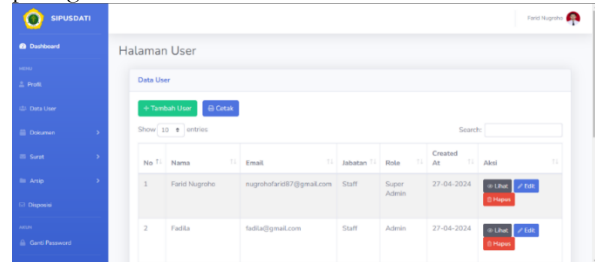 SIPUSDATI
Farid Nugroho
Dashboard
Halaman User
MENU
Profil
Data User
Data User
+ Tambah User
Cetak
Dokumen
Show 10 entries
Search:
Surat
Arsip
Disposisi
No Nama Email Jabatan Role Created At Aksi
1 Farid Nugroho nugrohofarid87@gmail.com Staff Super Admin 27-04-2024 Lihat Edit Hapus
2 Fadila fadila@gmail.com Staff Admin 27-04-2024 Lihat Edit Hapus
Ganti Password